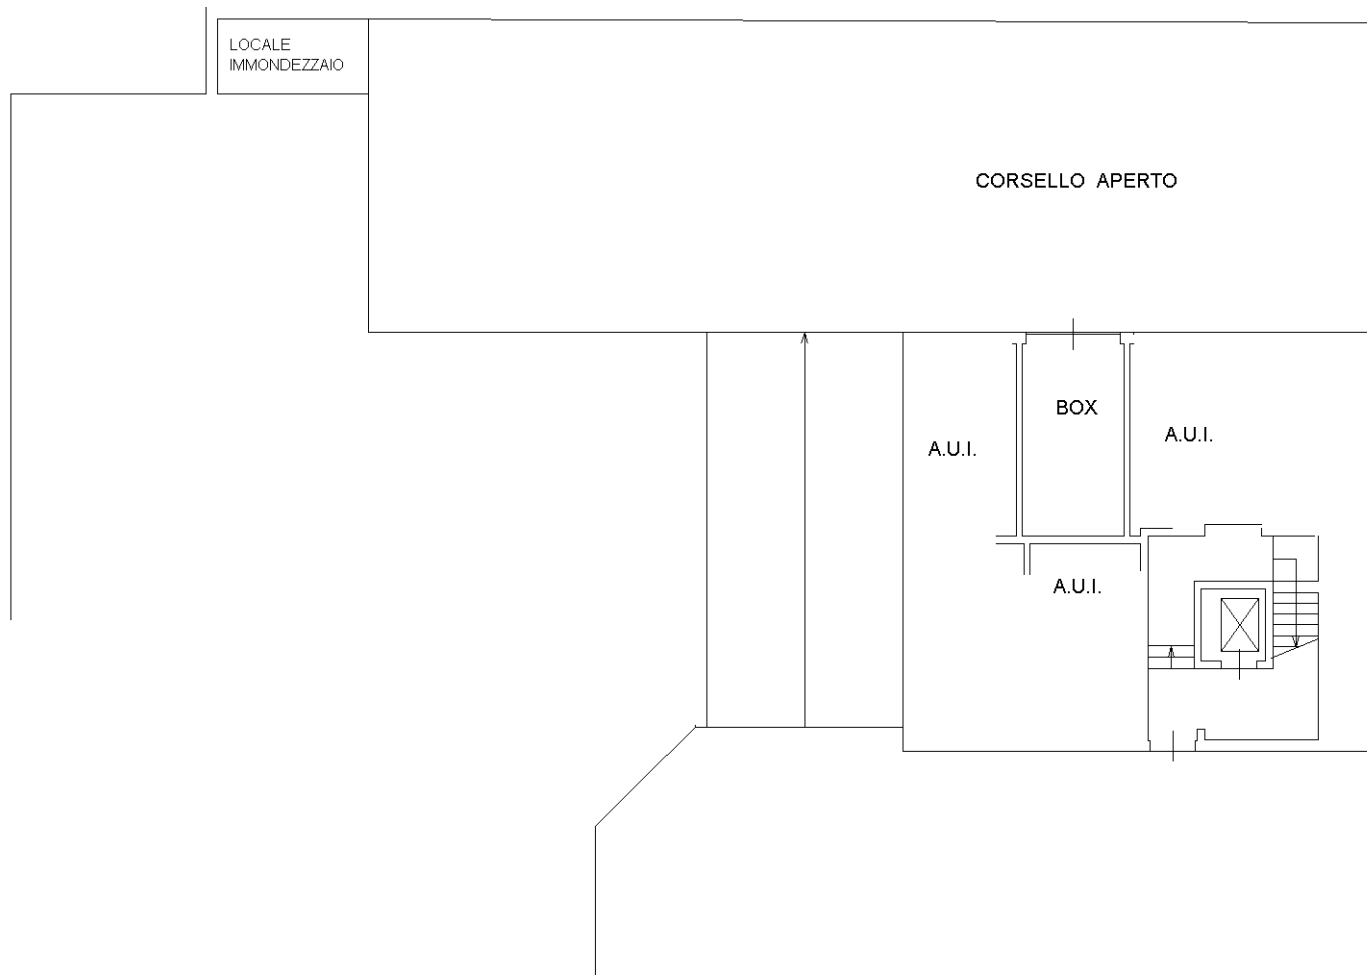 LOCALE
IMMONDEZZAIO
CORSELLO APERTO
BOX
A.U.I.
A.U.I.
A.U.I.